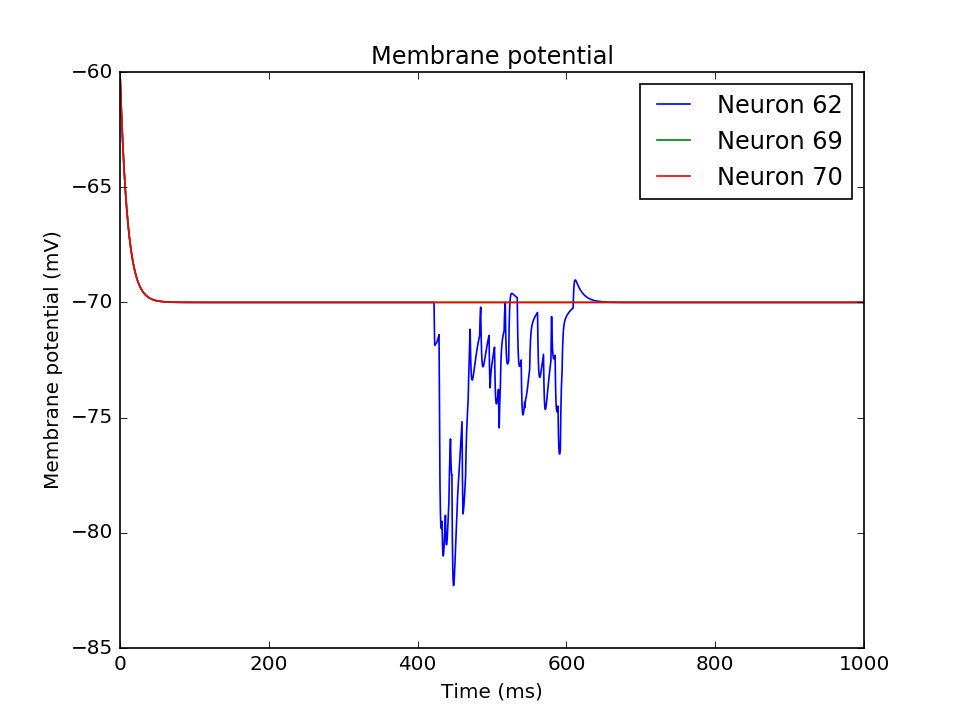 Membrane potential
−60
−65
−70
−75
−80
−85
Membrane potential (mV)
Neuron 62
Neuron 69
Neuron 70
0
200
400
600
800
1000
Time (ms)